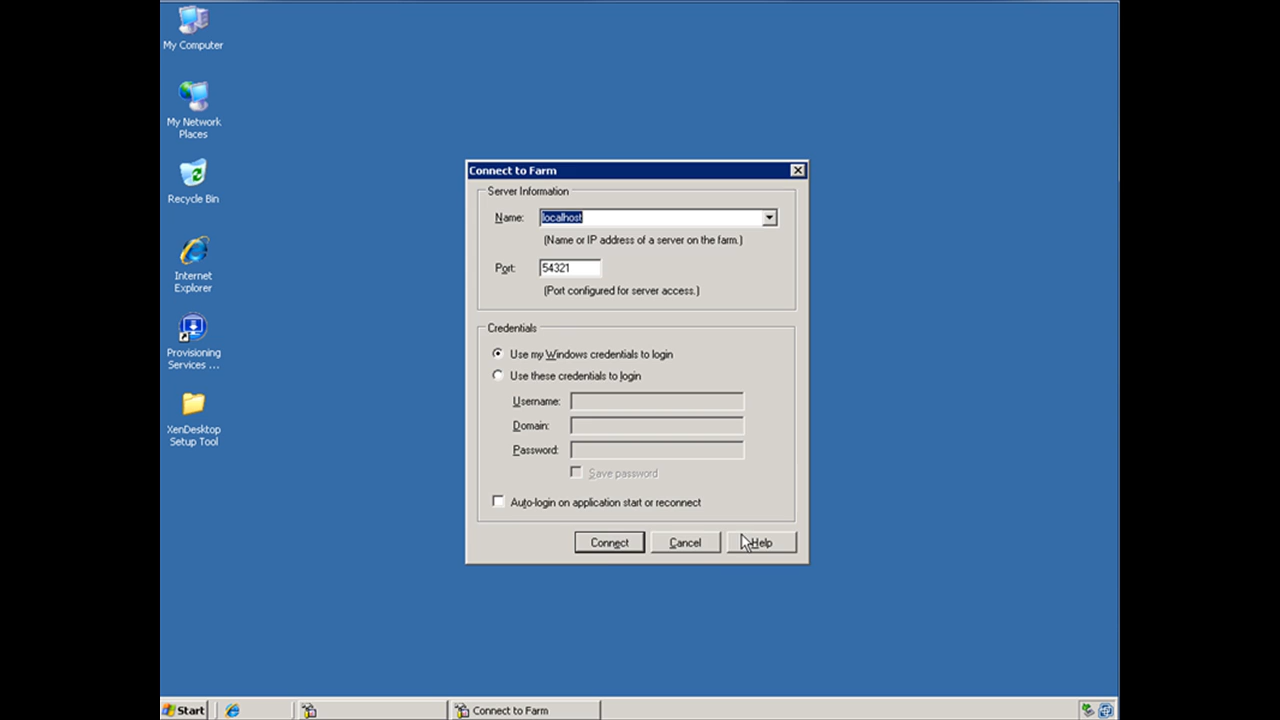 My Computer
My Network
Places
Recycle Bin
Internet
Explorer
Provisioning
Services ...
XenDesktop
Setup Tool
Connect to Farm
Server Information
Name: localhost
(Name or IP address of a server on the farm.)
Port: 54321
(Port configured for server access.)
Credentials
Use my Windows credentials to login
Use these credentials to login
Username:
Domain:
Password:
Save password
Auto-login on application start or reconnect
Connect Cancel Help
Start Connect to Farm